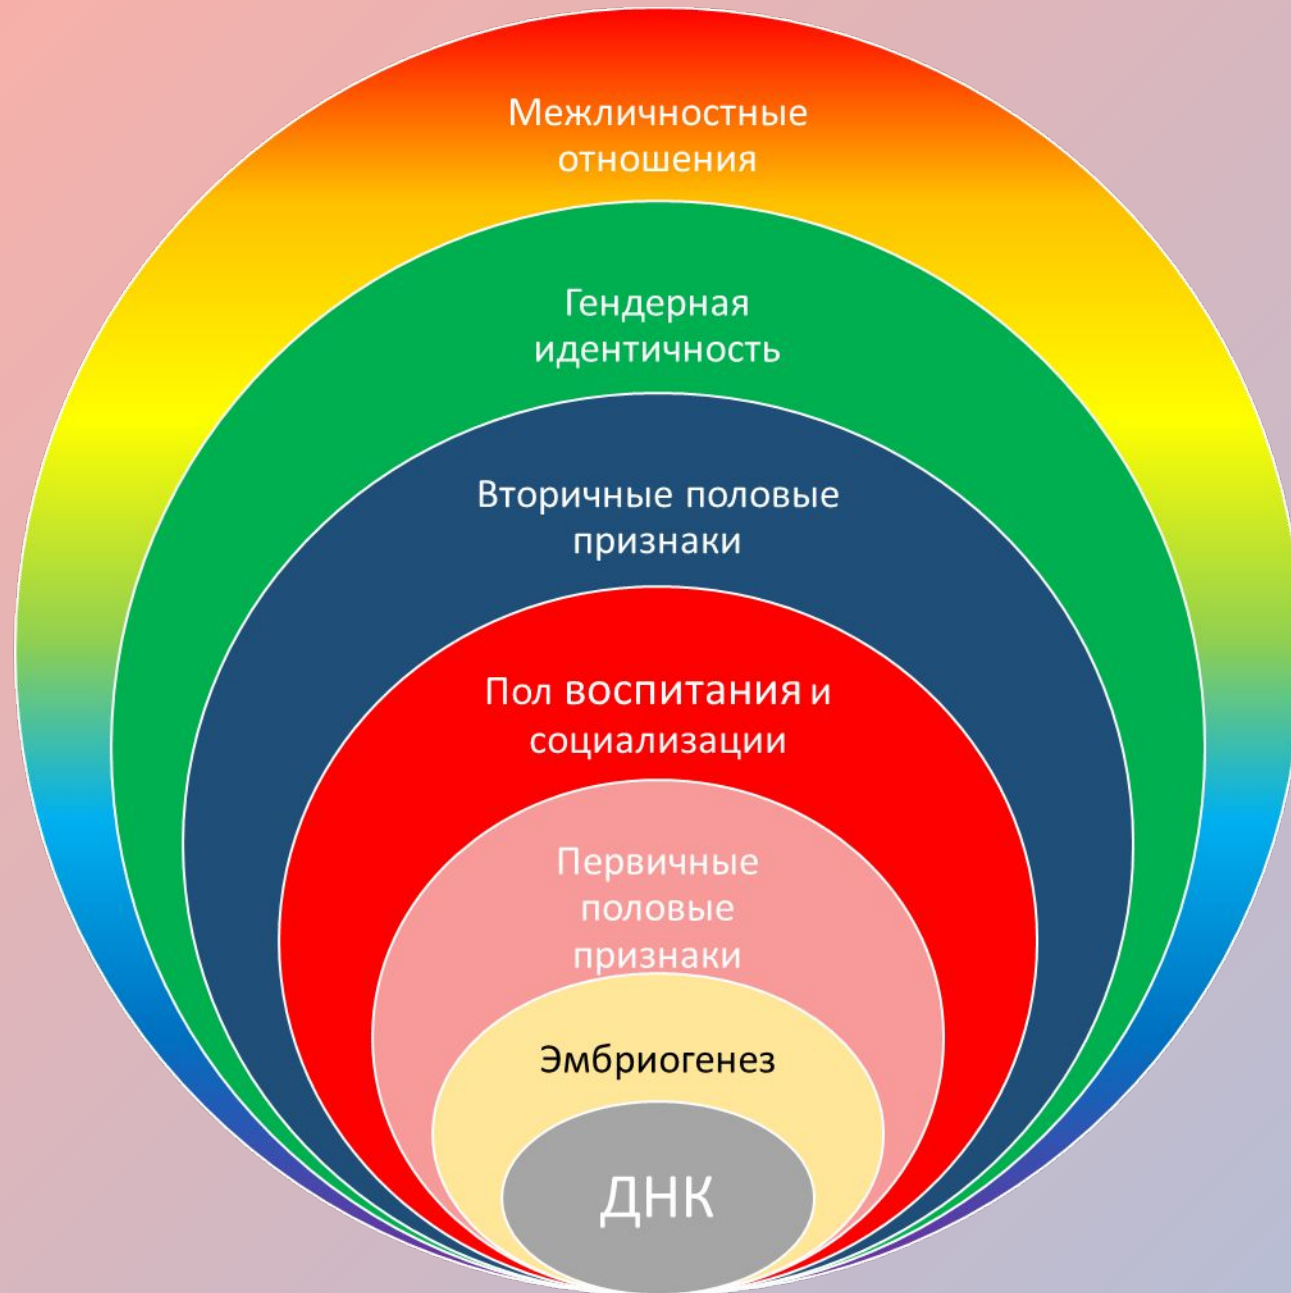 Межличностные
отношения
Гендерная
идентичность
Вторичные половые
признаки
Пол воспитания и
социализации
Первичные
половые
признаки
Эмбриогенез
ДНК